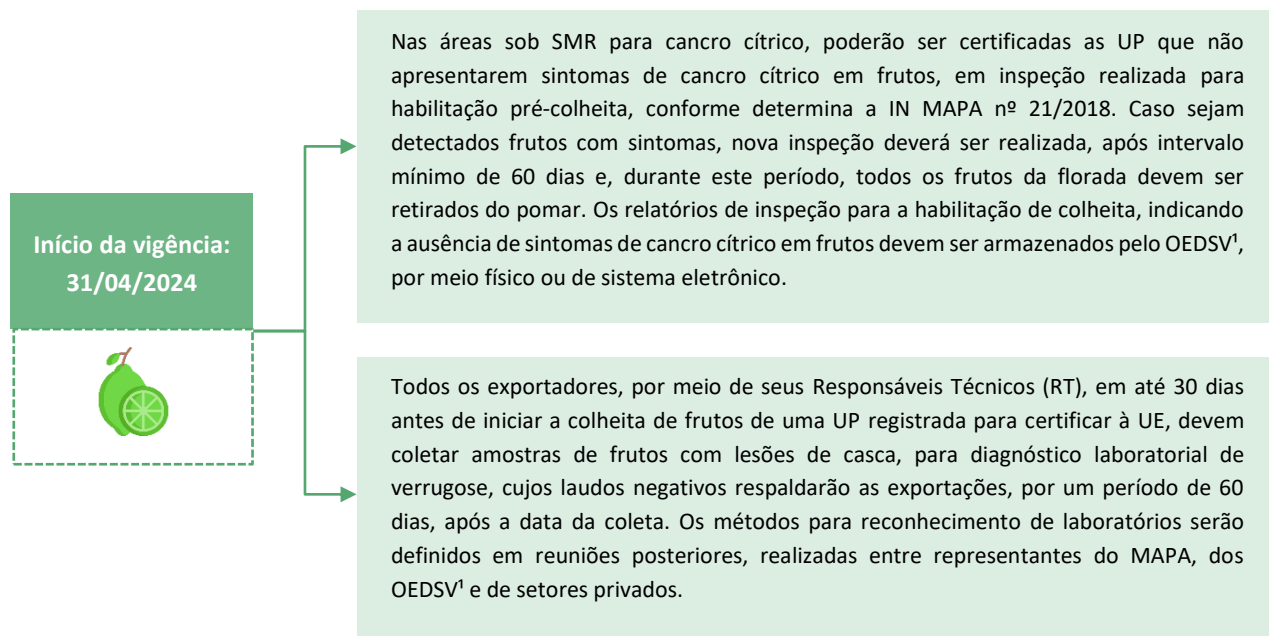 Início da vigência:
31/04/2024
Nas áreas sob SMR para cancro cítrico, poderão ser certificadas as UP que não
apresentarem sintomas de cancro cítrico em frutos, em inspeção realizada para
habilitação pré-colheita, conforme determina a IN MAPA nº 21/2018. Caso sejam
detectados frutos com sintomas, nova inspeção deverá ser realizada, após intervalo
mínimo de 60 dias e, durante este período, todos os frutos da florada devem ser
retirados do pomar. Os relatórios de inspeção para a habilitação de colheita, indicando
a ausência de sintomas de cancro cítrico em frutos devem ser armazenados pelo OEDSV¹,
por meio físico ou de sistema eletrônico.
Todos os exportadores, por meio de seus Responsáveis Técnicos (RT), em até 30 dias
antes de iniciar a colheita de frutos de uma UP registrada para certificar à UE, devem
coletar amostras de frutos com lesões de casca, para diagnóstico laboratorial de
verrugose, cujos laudos negativos respaldarão as exportações, por um período de 60
dias, após a data da coleta. Os métodos para reconhecimento de laboratórios serão
definidos em reuniões posteriores, realizadas entre representantes do MAPA, dos
OEDSV¹ e de setores privados.